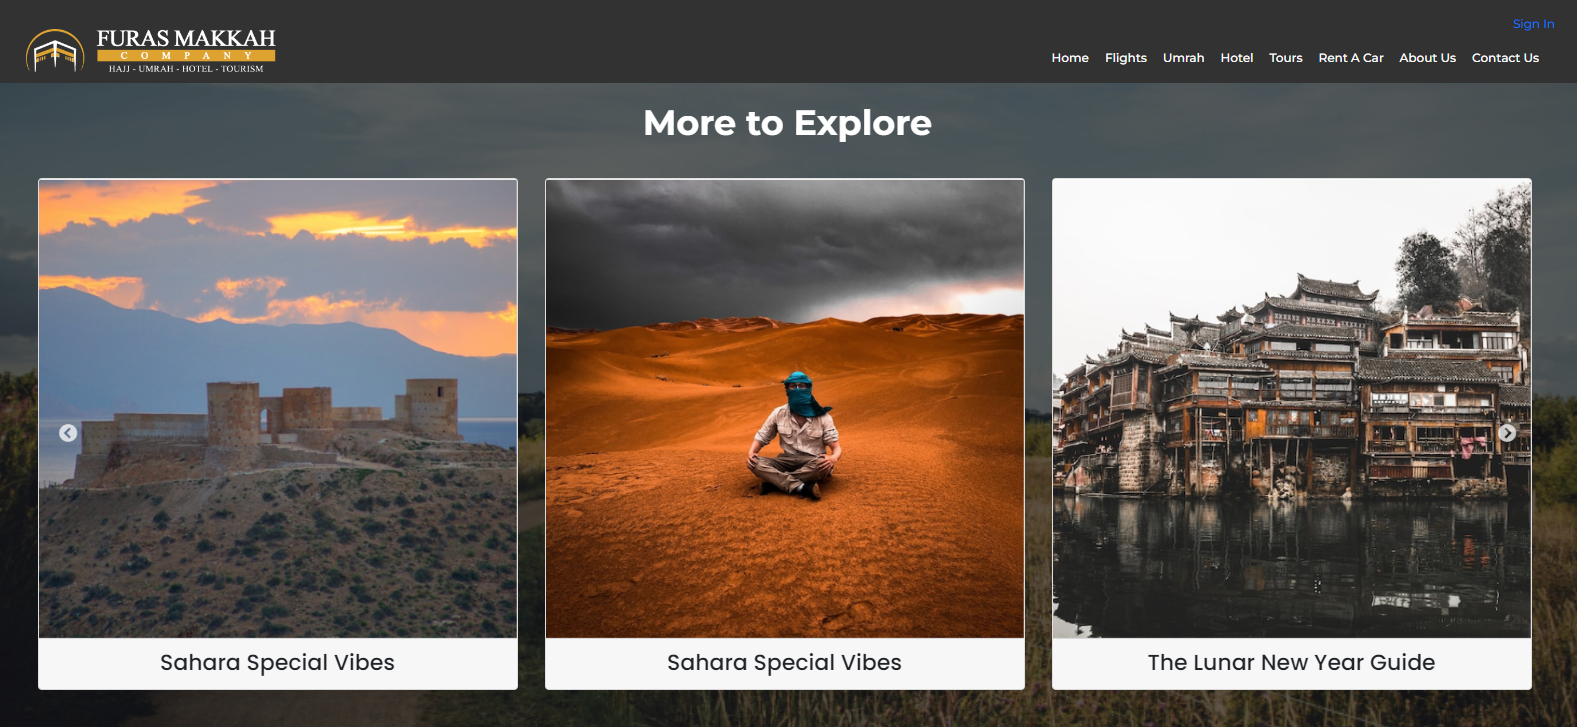 Sign In
FURAS MAKKAH
COMPANY
HAJJ - UMRAH - HOTEL - TOURISM
Home Flights Umrah Hotel Tours Rent A Car About Us Contact Us
More to Explore
Sahara Special Vibes
Sahara Special Vibes
The Lunar New Year Guide